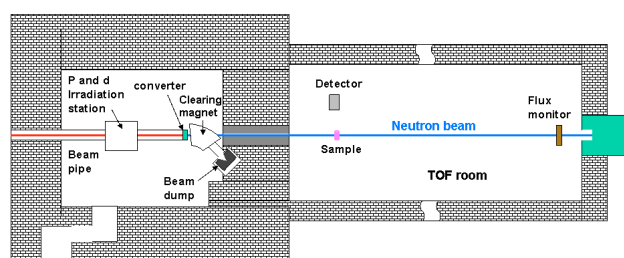 P and d
Irradiation
station
converter
Clearing
magnet
Beam
pipe
Beam
dump
Detector
Sample
Neutron beam
Flux
monitor
TOF room